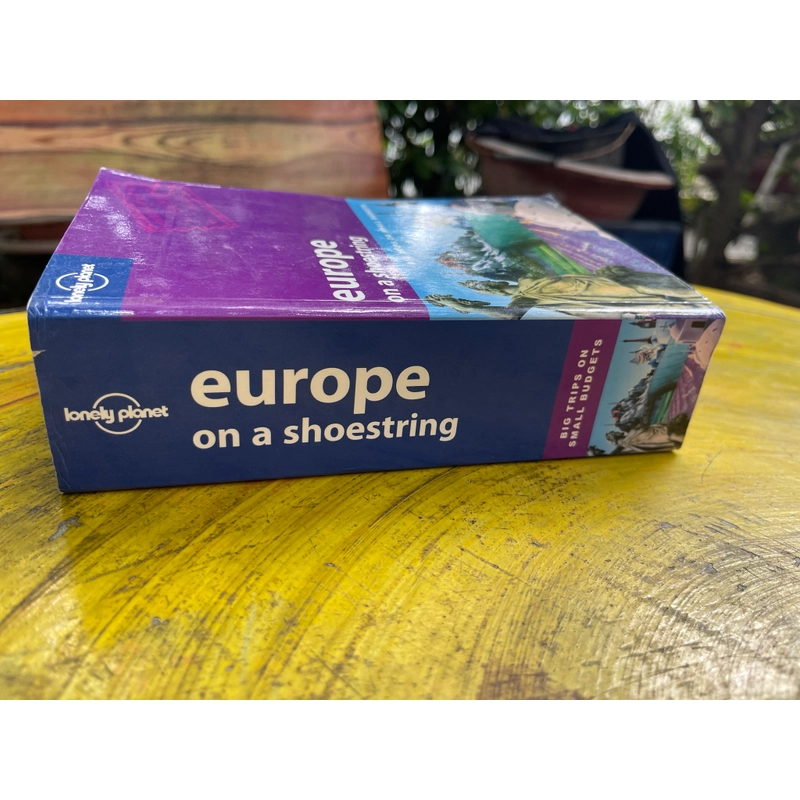 lonely planet
europe
on a shoestring
lonely planet
europe
on a shoestring
BIG TRIPS ON
SMALL BUDGETS